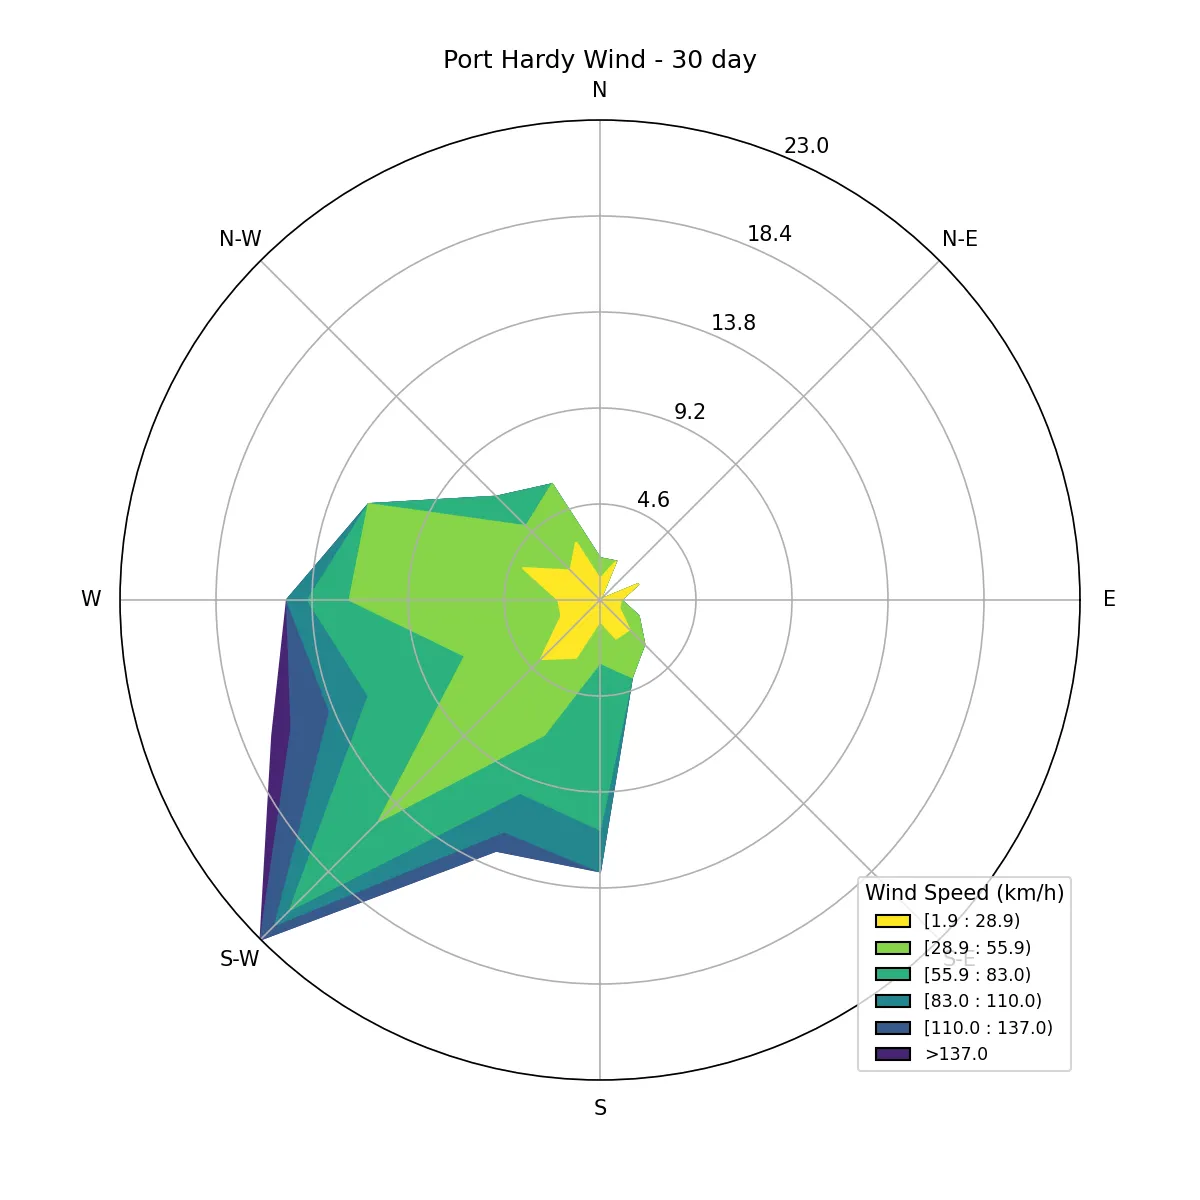 Port Hardy Wind - 30 day
N
23.0
18.4
N-W
N-E
13.8
9.2
4.6
W
E
Wind Speed (km/h)
[1.9 : 28.9)
[28.9 : 55.9)
S-W
S-E
[55.9 : 83.0)
[83.0 : 110.0)
[110.0 : 137.0)
>137.0
S